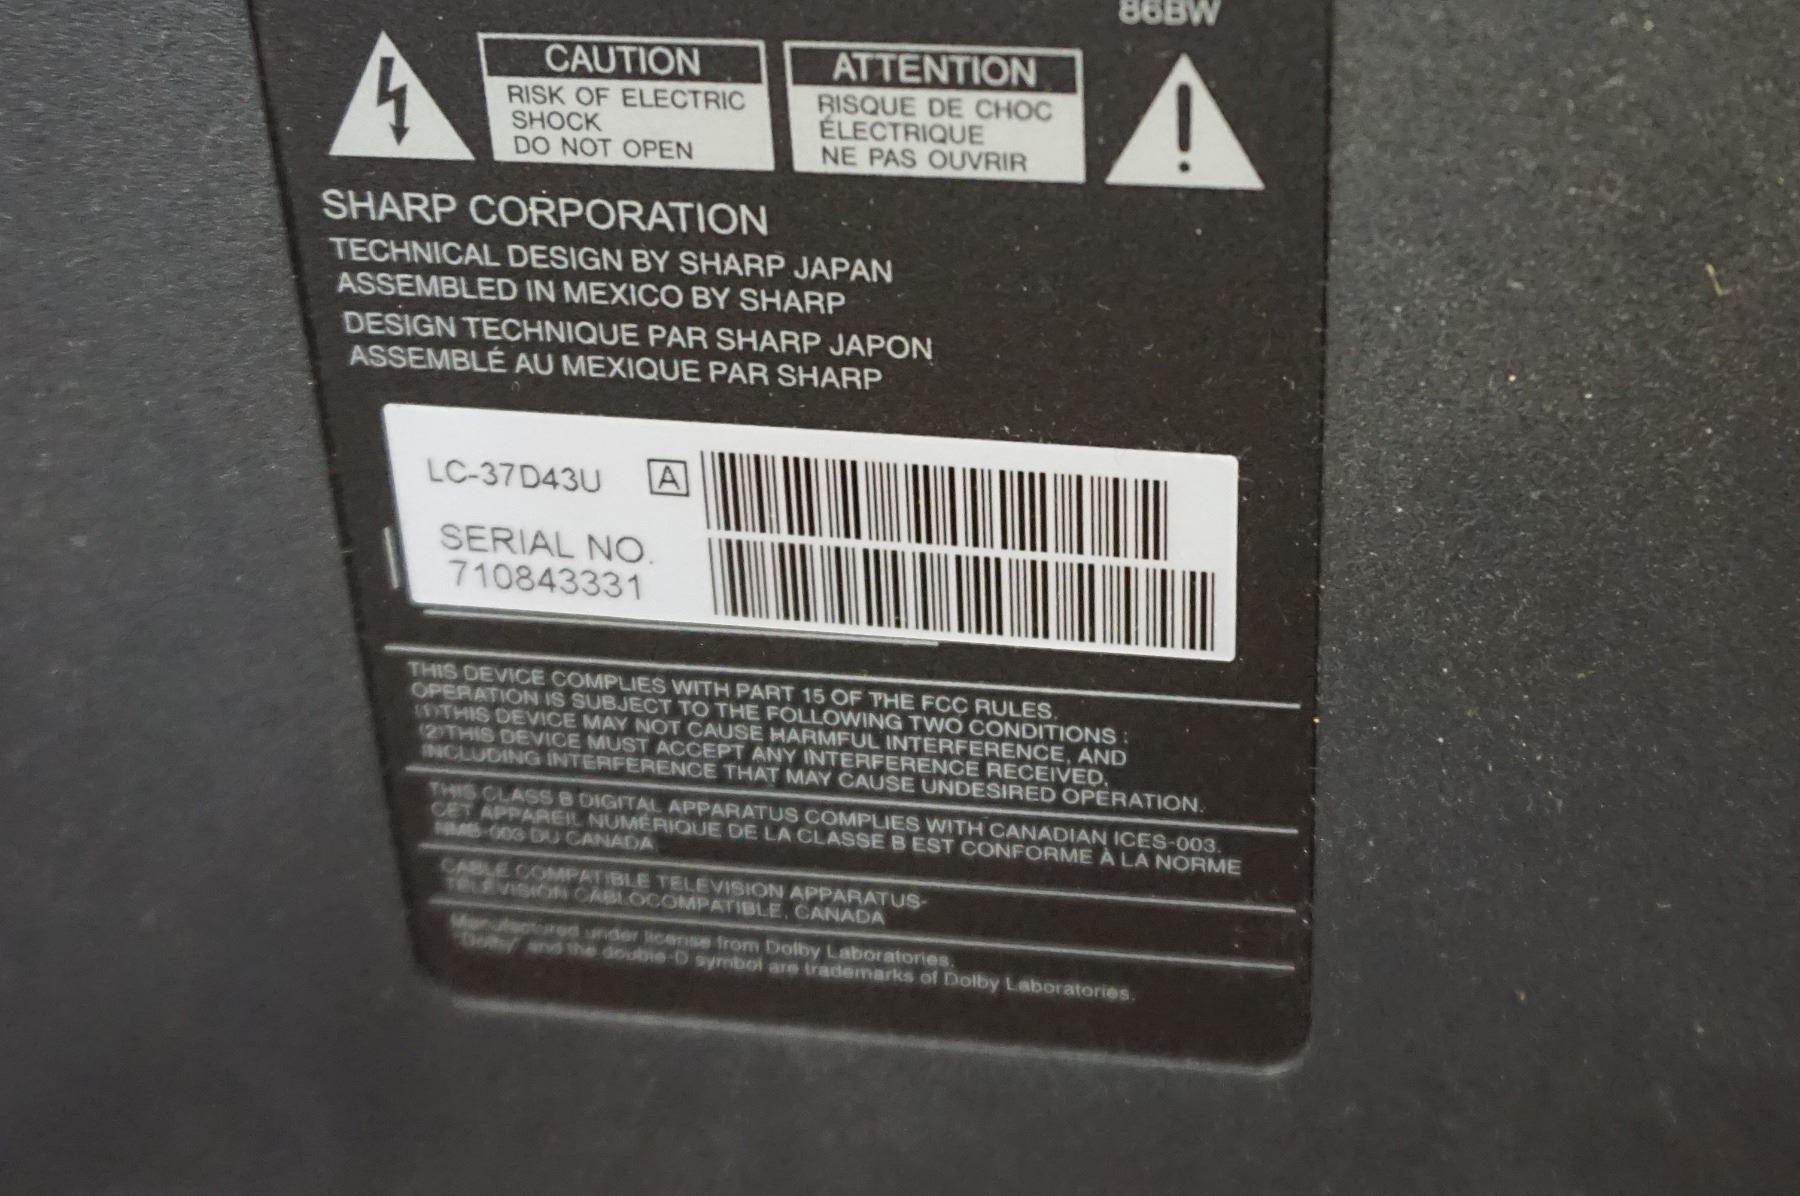 86BW
CAUTION
RISK OF ELECTRIC
SHOCK
DO NOT OPEN
ATTENTION
RISQUE DE CHOC
ÉLECTRIQUE
NE PAS OUVRIR
SHARP CORPORATION
TECHNICAL DESIGN BY SHARP JAPAN
ASSEMBLED IN MEXICO BY SHARP
DESIGN TECHNIQUE PAR SHARP JAPON
ASSEMBLÉ AU MEXIQUE PAR SHARP
LC-37D43U A
SERIAL NO.
710843331
THIS DEVICE COMPLIES WITH PART 15 OF THE FCC RULES.
OPERATION IS SUBJECT TO THE FOLLOWING TWO CONDITIONS :
(1)THIS DEVICE MAY NOT CAUSE HARMFUL INTERFERENCE, AND
(2)THIS DEVICE MUST ACCEPT ANY INTERFERENCE RECEIVED,
INCLUDING INTERFERENCE THAT MAY CAUSE UNDESIRED OPERATION.
THIS CLASS B DIGITAL APPARATUS COMPLIES WITH CANADIAN ICES-003.
CET APPAREIL NUMÉRIQUE DE LA CLASSE B EST CONFORME À LA NORME
NMB-003 DU CANADA
CABLE COMPATIBLE TELEVISION APPARATUS-
TÉLÉVISION CÂBLOCOMPATIBLE, CANADA
Manufactured under license from Dolby Laboratories.
"Dolby" and the double-D symbol are trademarks of Dolby Laboratories.